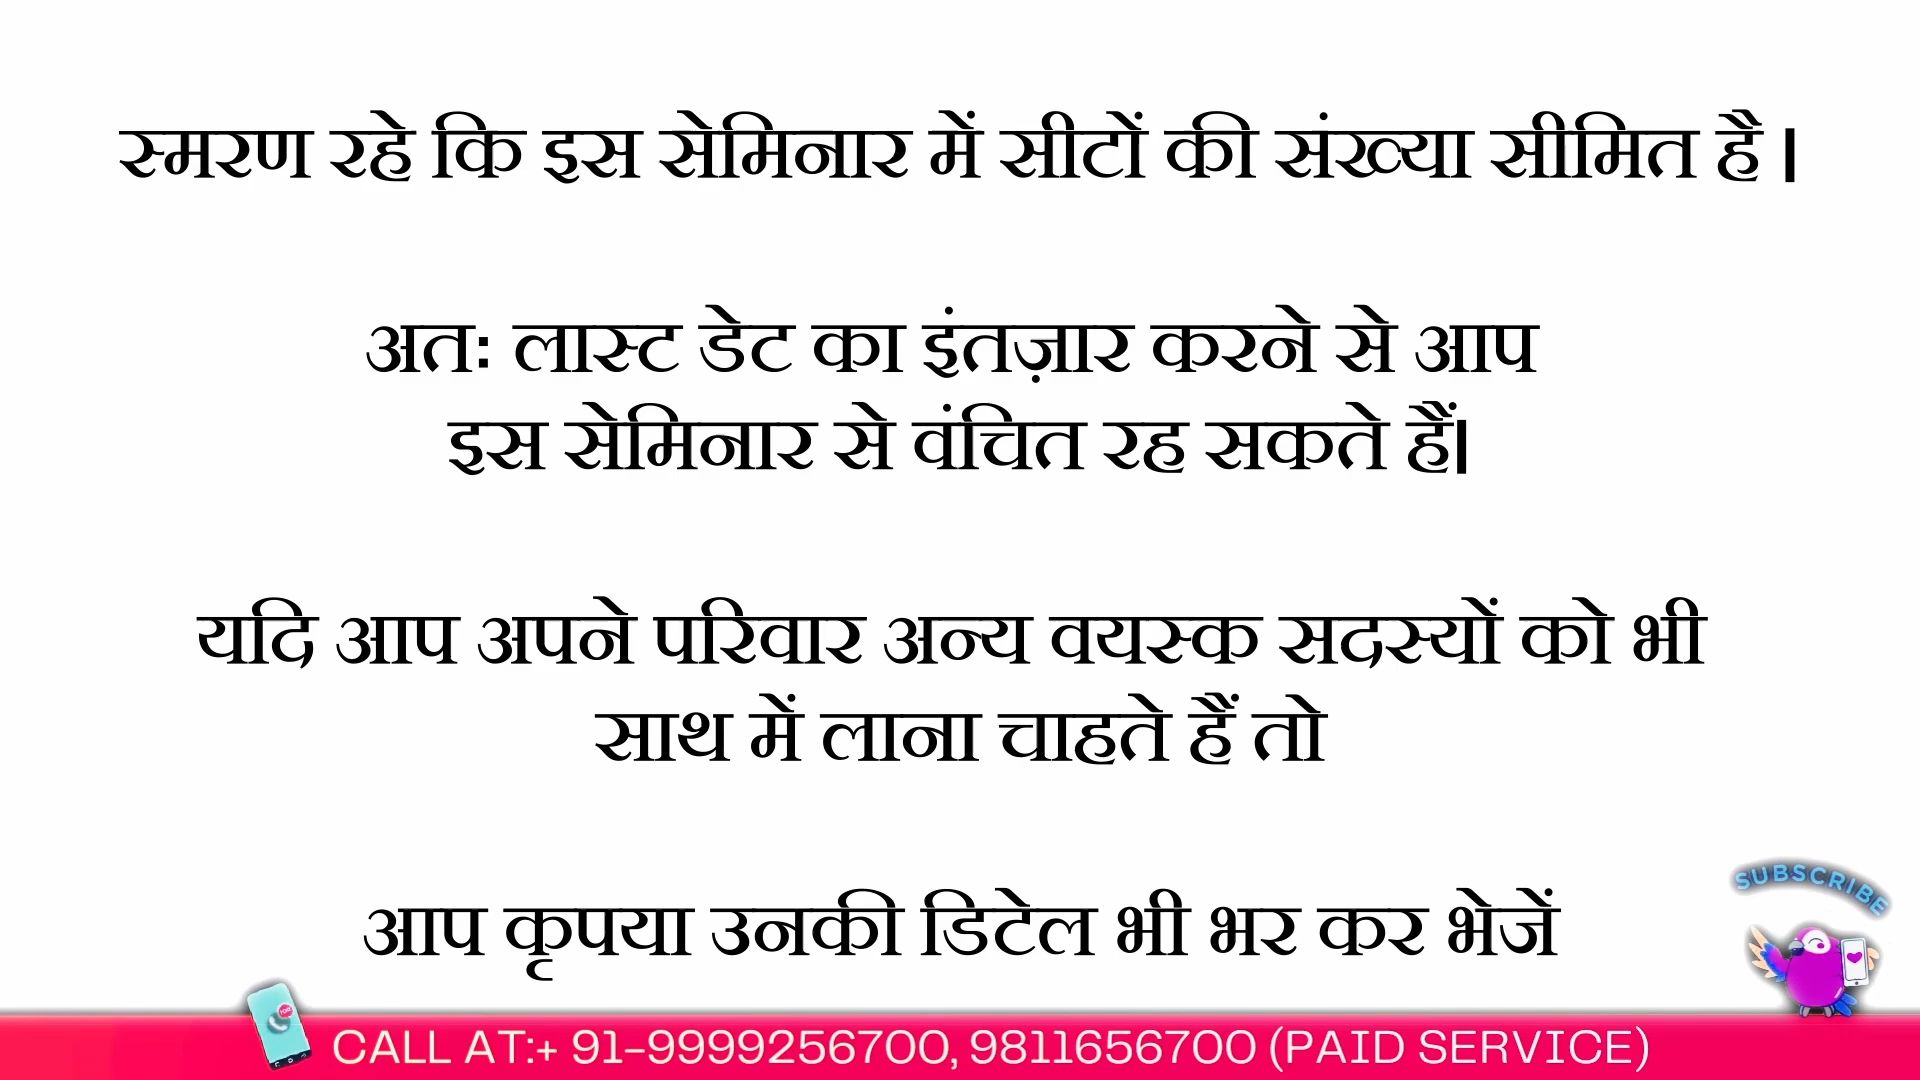 स्मरण रहे कि इस सेमिनार में सीटों की संख्या सीमित है।
अतः लास्ट डेट का इंतज़ार करने से आप
इस सेमिनार से वंचित रह सकते हैं।
यदि आप अपने परिवार अन्य वयस्क सदस्यों को भी
साथ में लाना चाहते हैं तो
आप कृपया उनकी डिटेल भी भर कर भेजें
SUBSCRIBE
CALL AT:+ 91-9999256700, 9811656700 (PAID SERVICE)